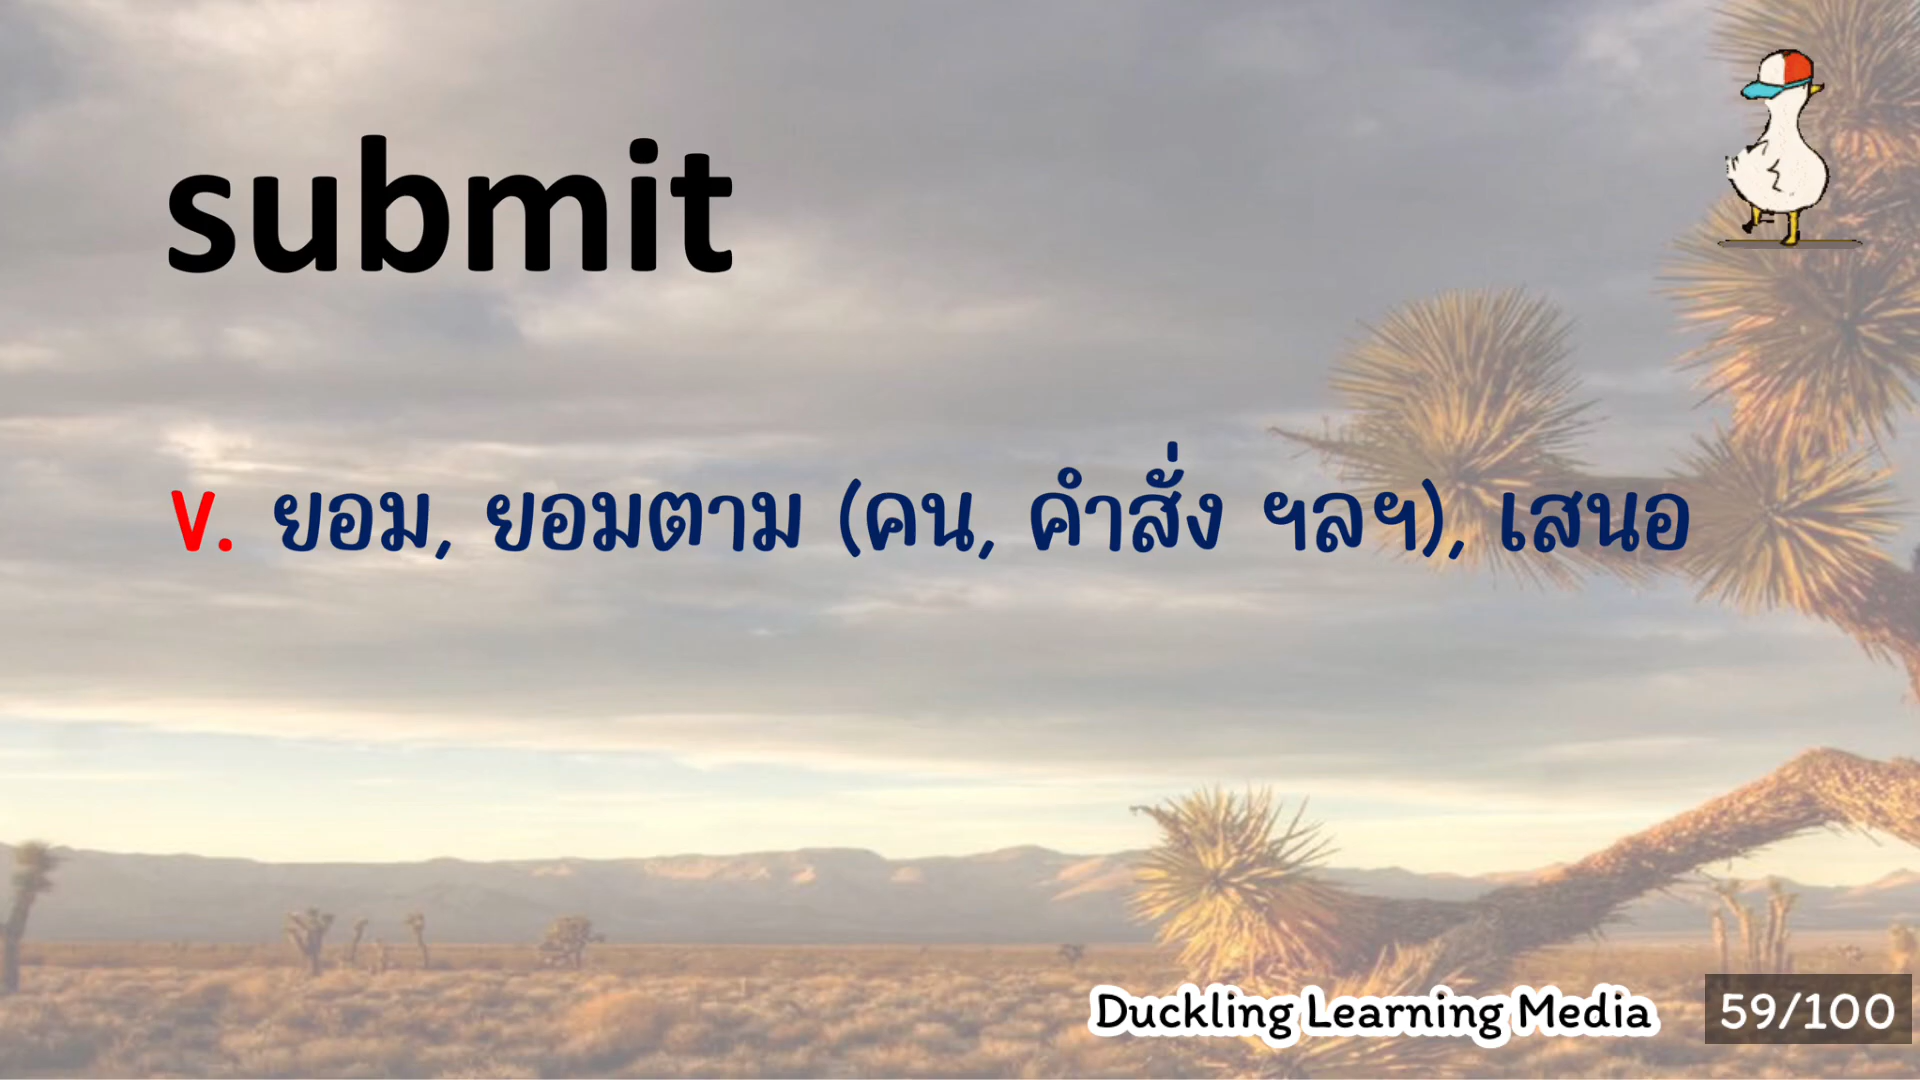 submit
v. ยอม, ยอมตาม (คน, คำสั่ง ฯลฯ), เสนอ
Duckling Learning Media
59/100